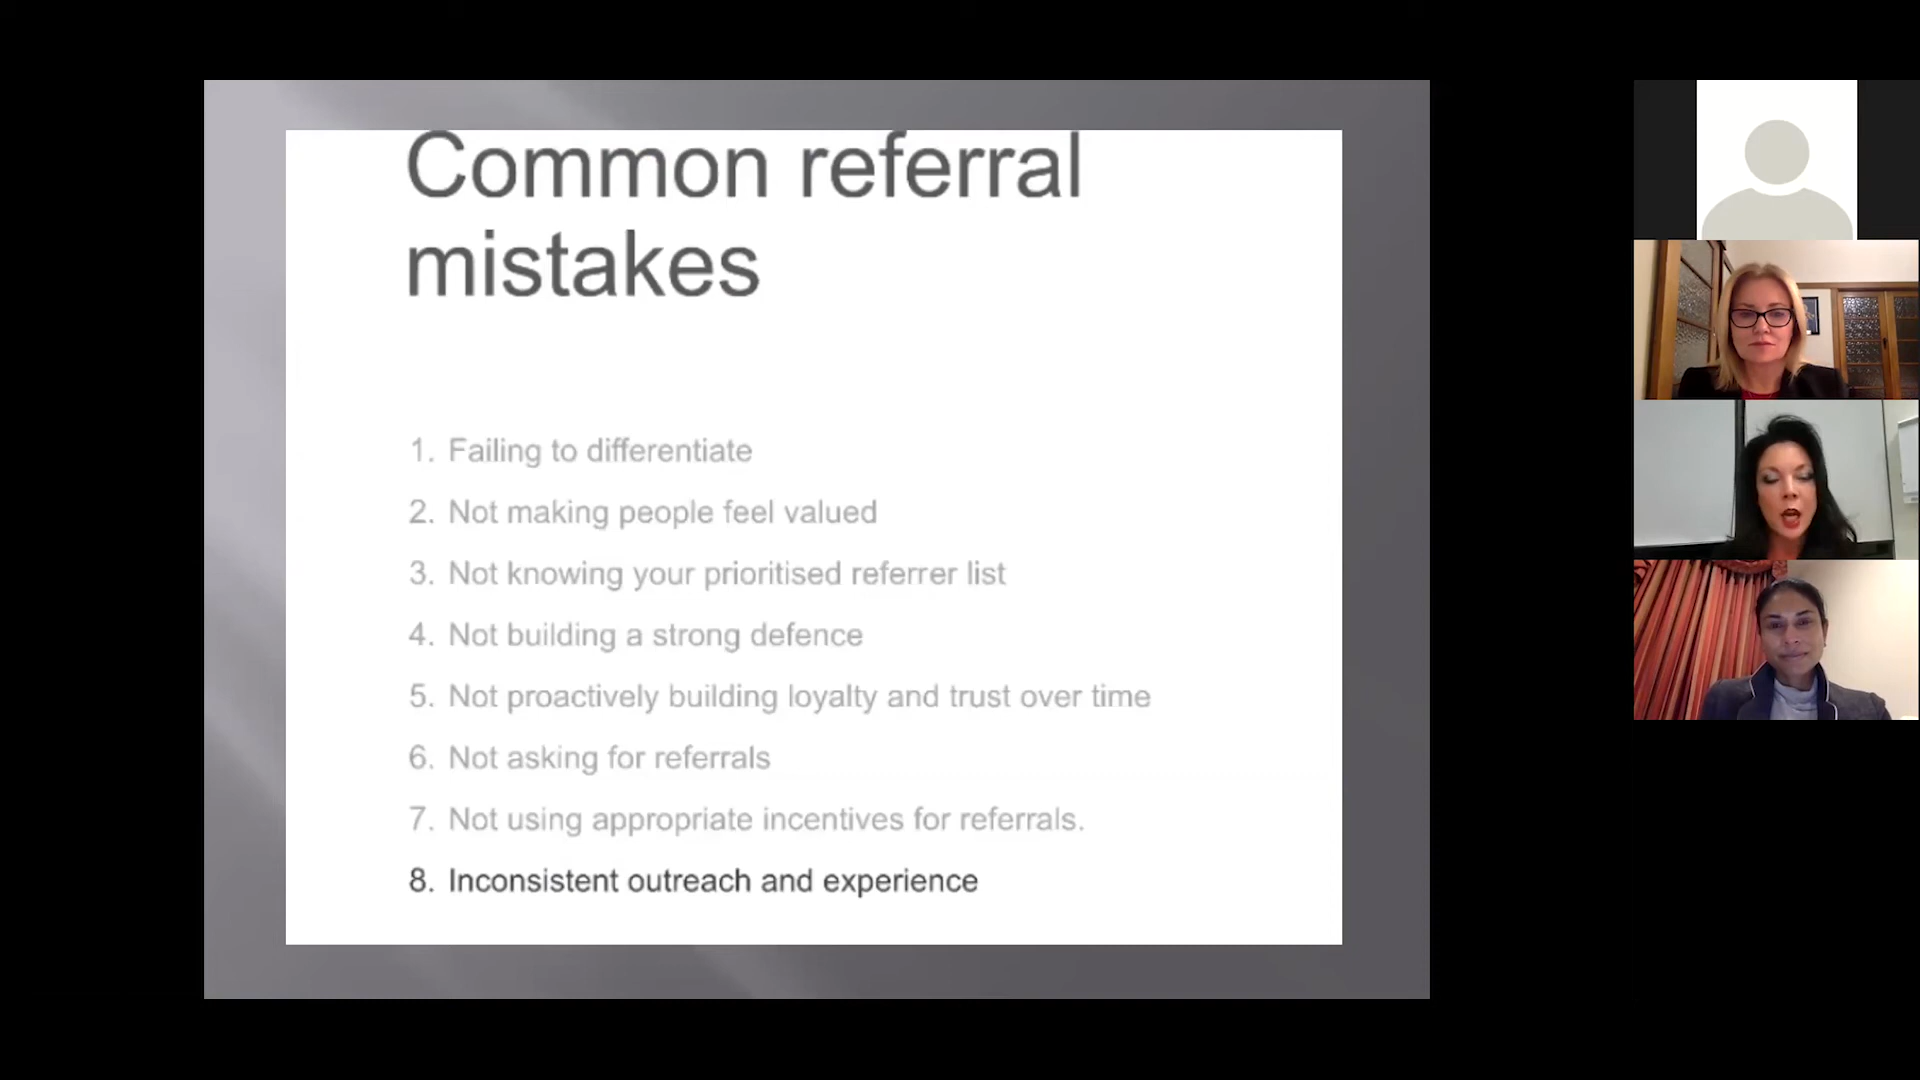 Common referral
mistakes
1. Failing to differentiate
2. Not making people feel valued
3. Not knowing your prioritised referrer list
4. Not building a strong defence
5. Not proactively building loyalty and trust over time
6. Not asking for referrals
7. Not using appropriate incentives for referrals.
8. Inconsistent outreach and experience